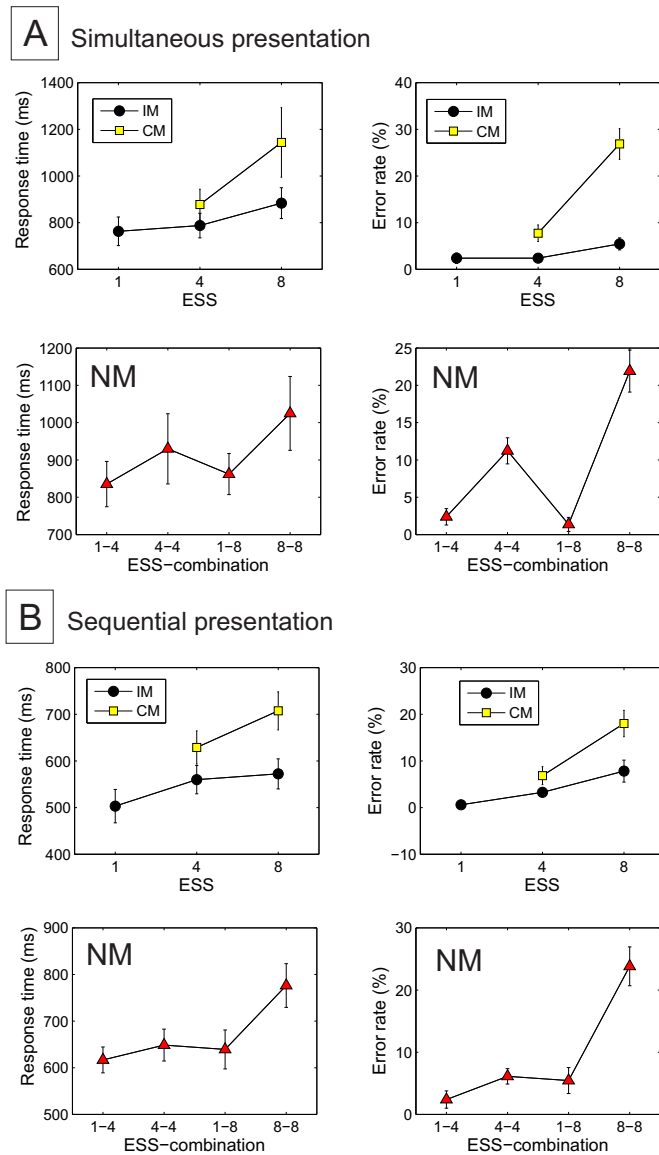 A Simultaneous presentation
1400
1200
1000
800
600
Response time (ms)
IM
CM
1 4 8
ESS
40
30
20
10
0
Error rate (%)
IM
CM
1 4 8
ESS
1200
1100
1000
900
800
700
Response time (ms)
NM
1−4 4−4 1−8 8−8
ESS−combination
25
20
15
10
5
0
Error rate (%)
NM
1−4 4−4 1−8 8−8
ESS−combination
B Sequential presentation
800
700
600
500
400
Response time (ms)
IM
CM
1 4 8
ESS
30
20
10
0
−10
Error rate (%)
IM
CM
1 4 8
ESS
900
800
700
600
500
Response time (ms)
NM
1−4 4−4 1−8 8−8
ESS−combination
30
20
10
0
Error rate (%)
NM
1−4 4−4 1−8 8−8
ESS−combination